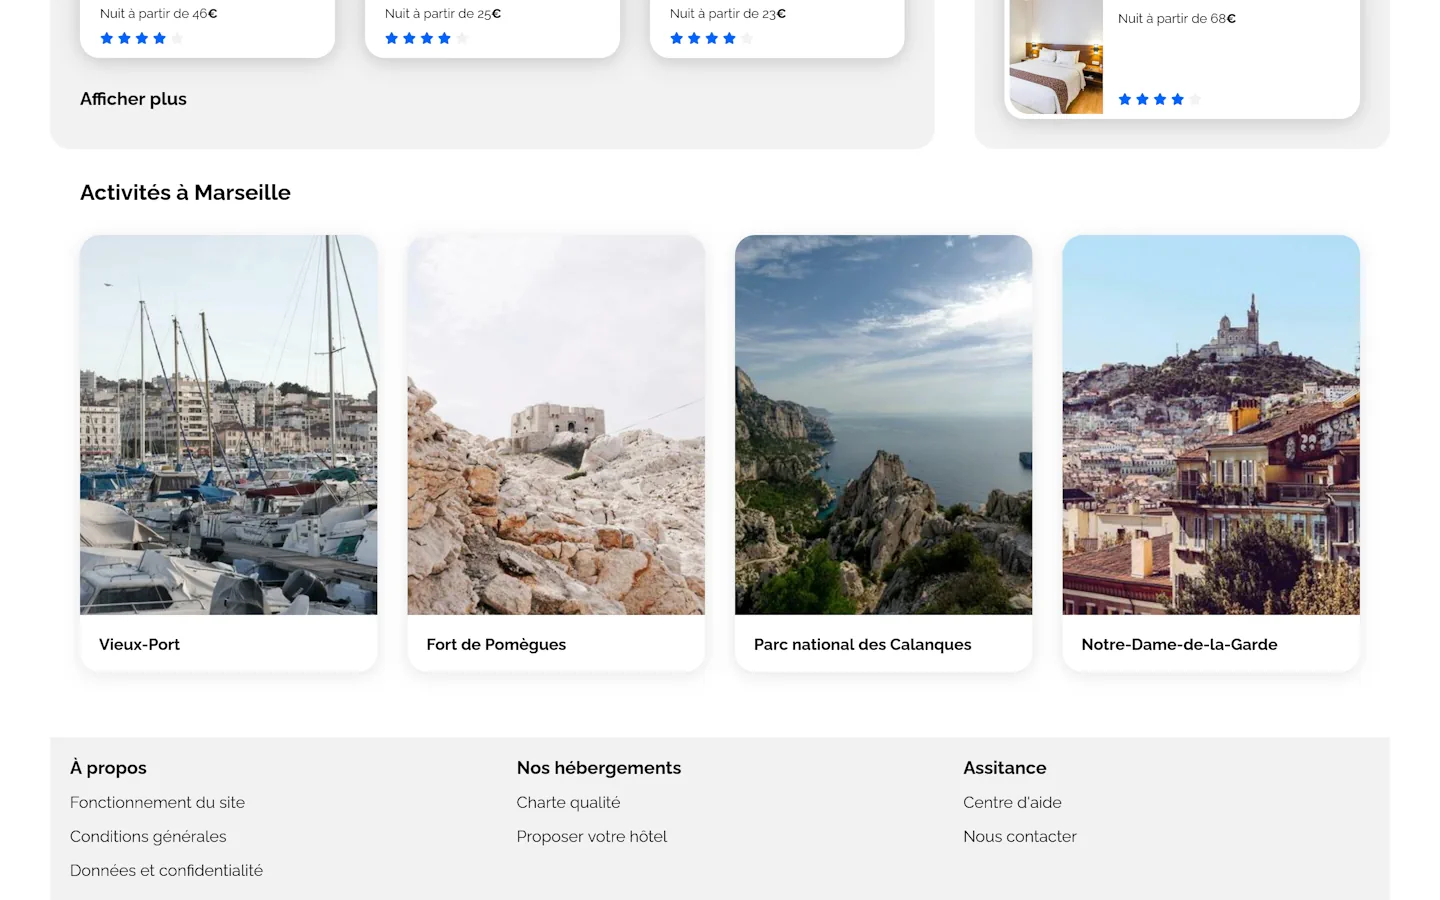 Nuit à partir de 46€
Nuit à partir de 25€
Nuit à partir de 23€
Nuit à partir de 68€
Afficher plus
Activités à Marseille
Vieux-Port
Fort de Pomègues
Parc national des Calanques
Notre-Dame-de-la-Garde
À propos
Fonctionnement du site
Conditions générales
Données et confidentialité
Nos hébergements
Charte qualité
Proposer votre hôtel
Assitance
Centre d'aide
Nous contacter